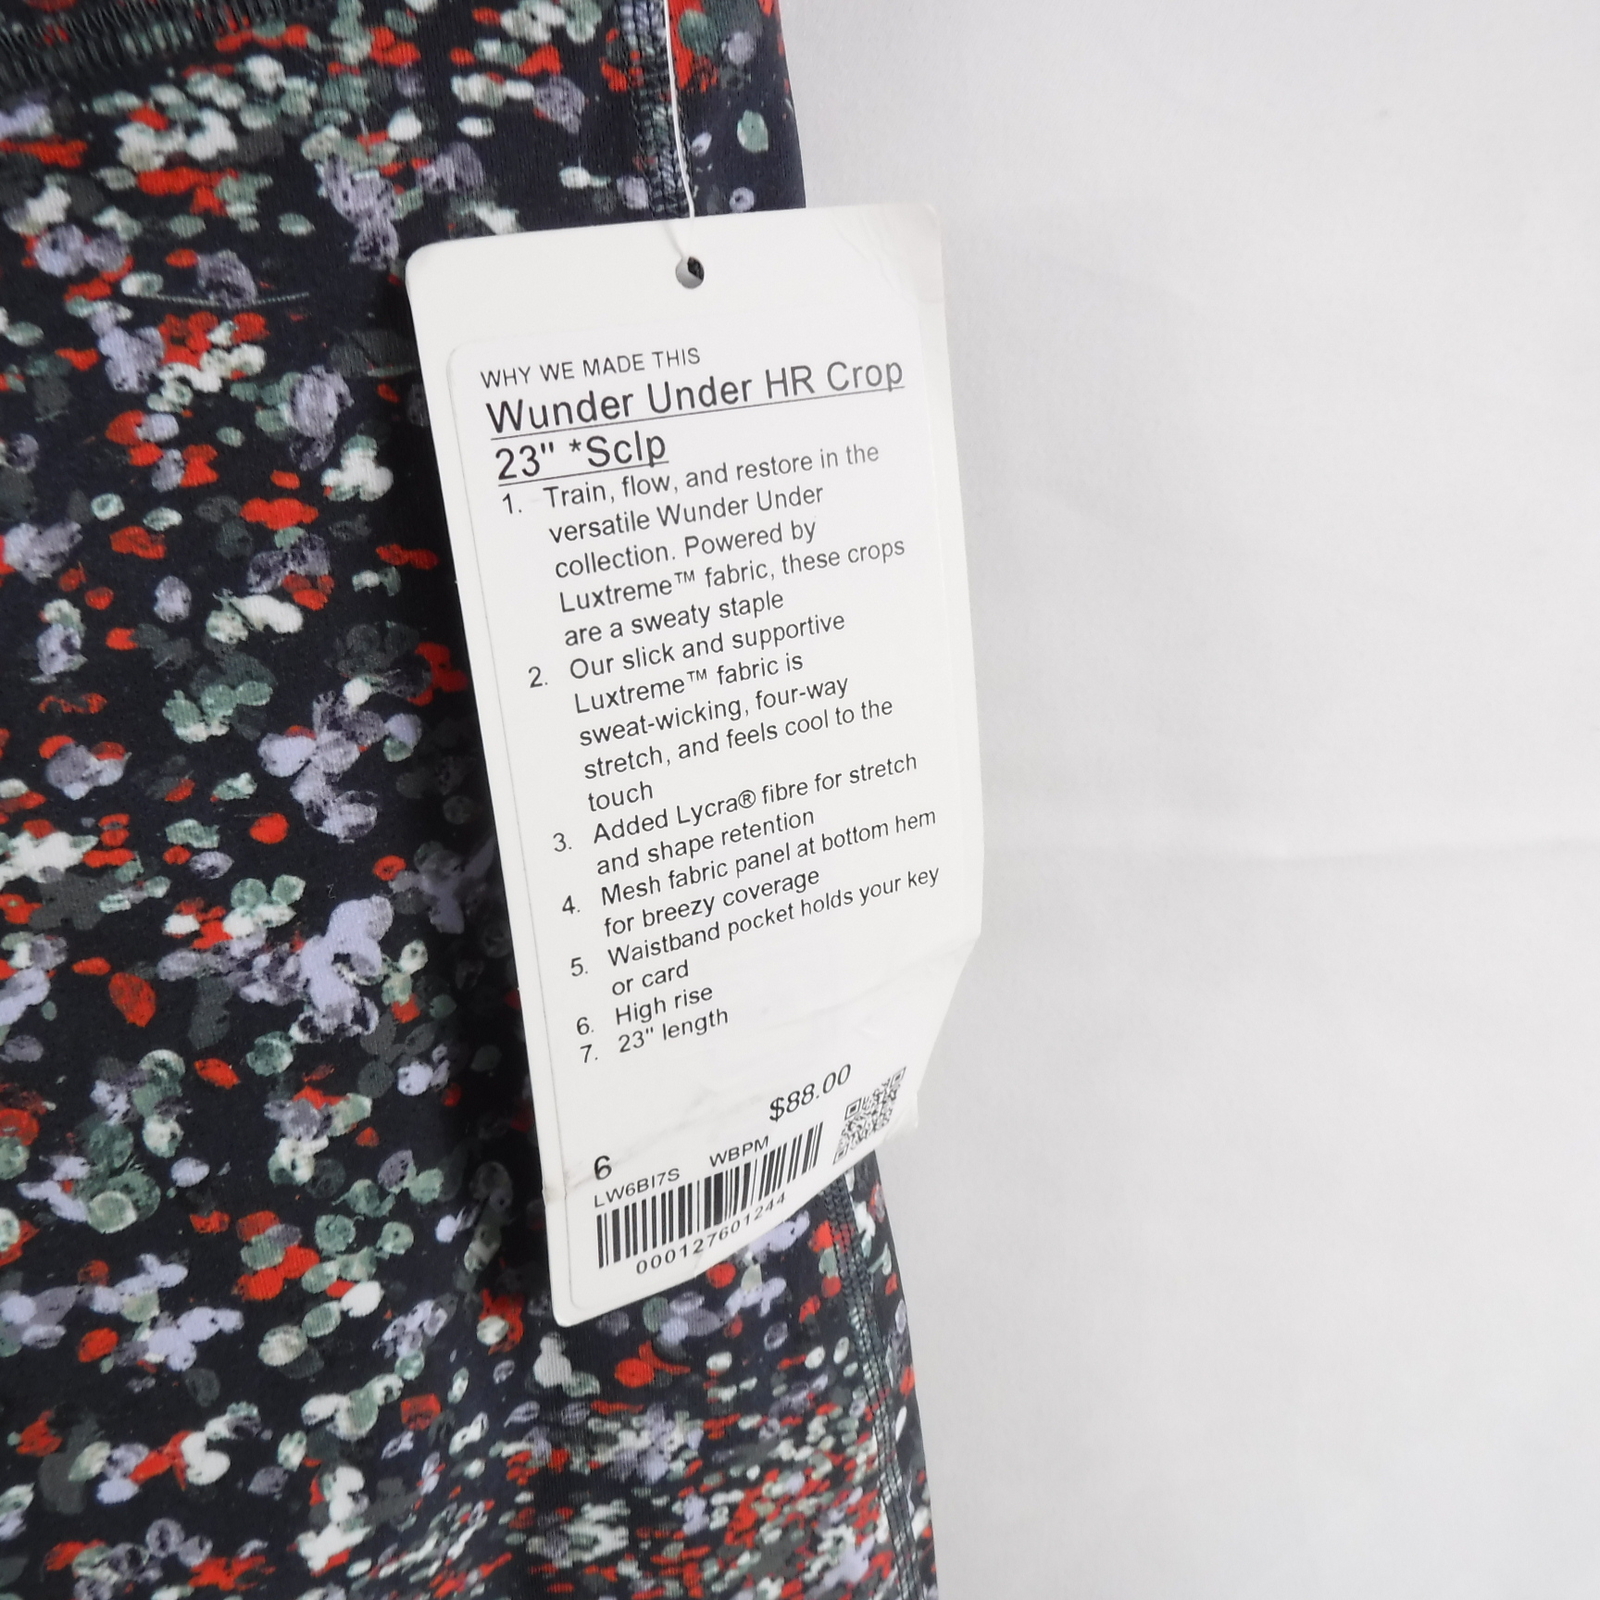 WHY WE MADE THIS
Wunder Under HR Crop
23" *Sclp
1. Train, flow, and restore in the
versatile Wunder Under
collection. Powered by
Luxtreme™ fabric, these crops
are a sweaty staple
2. Our slick and supportive
Luxtreme™ fabric is
sweat-wicking, four-way
stretch, and feels cool to the
touch
3. Added Lycra® fibre for stretch
and shape retention
4. Mesh fabric panel at bottom hem
for breezy coverage
5. Waistband pocket holds your key
or card
6. High rise
7. 23" length
$88.00
6
LW6BI7S WBPM
000127601244